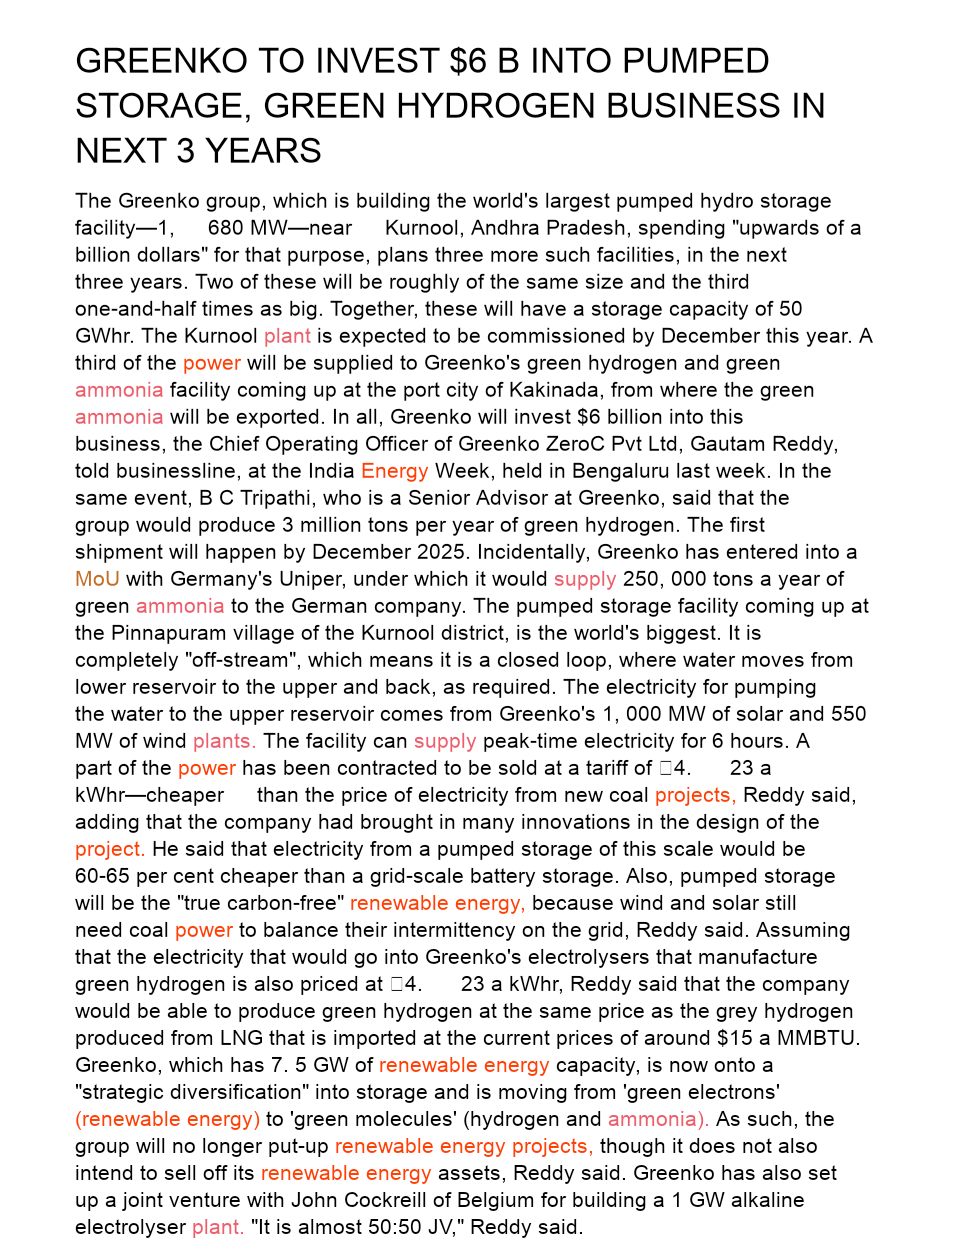 GREENKO TO INVEST $6 B INTO PUMPED
STORAGE, GREEN HYDROGEN BUSINESS IN
NEXT 3 YEARS
The Greenko group, which is building the world's largest pumped hydro storage
facility—1, 680 MW—near Kurnool, Andhra Pradesh, spending "upwards of a
billion dollars" for that purpose, plans three more such facilities, in the next
three years. Two of these will be roughly of the same size and the third
one-and-half times as big. Together, these will have a storage capacity of 50
GWhr. The Kurnool plant is expected to be commissioned by December this year. A
third of the power will be supplied to Greenko's green hydrogen and green
ammonia facility coming up at the port city of Kakinada, from where the green
ammonia will be exported. In all, Greenko will invest $6 billion into this
business, the Chief Operating Officer of Greenko ZeroC Pvt Ltd, Gautam Reddy,
told businessline, at the India Energy Week, held in Bengaluru last week. In the
same event, B C Tripathi, who is a Senior Advisor at Greenko, said that the
group would produce 3 million tons per year of green hydrogen. The first
shipment will happen by December 2025. Incidentally, Greenko has entered into a
MoU with Germany's Uniper, under which it would supply 250, 000 tons a year of
green ammonia to the German company. The pumped storage facility coming up at
the Pinnapuram village of the Kurnool district, is the world's biggest. It is
completely "off-stream", which means it is a closed loop, where water moves from
lower reservoir to the upper and back, as required. The electricity for pumping
the water to the upper reservoir comes from Greenko's 1, 000 MW of solar and 550
MW of wind plants. The facility can supply peak-time electricity for 6 hours. A
part of the power has been contracted to be sold at a tariff of □4. 23 a
kWhr—cheaper than the price of electricity from new coal projects, Reddy said,
adding that the company had brought in many innovations in the design of the
project. He said that electricity from a pumped storage of this scale would be
60-65 per cent cheaper than a grid-scale battery storage. Also, pumped storage
will be the "true carbon-free" renewable energy, because wind and solar still
need coal power to balance their intermittency on the grid, Reddy said. Assuming
that the electricity that would go into Greenko's electrolysers that manufacture
green hydrogen is also priced at □4. 23 a kWhr, Reddy said that the company
would be able to produce green hydrogen at the same price as the grey hydrogen
produced from LNG that is imported at the current prices of around $15 a MMBTU.
Greenko, which has 7. 5 GW of renewable energy capacity, is now onto a
"strategic diversification" into storage and is moving from 'green electrons'
(renewable energy) to 'green molecules' (hydrogen and ammonia). As such, the
group will no longer put-up renewable energy projects, though it does not also
intend to sell off its renewable energy assets, Reddy said. Greenko has also set
up a joint venture with John Cockreill of Belgium for building a 1 GW alkaline
electrolyser plant. "It is almost 50:50 JV," Reddy said.